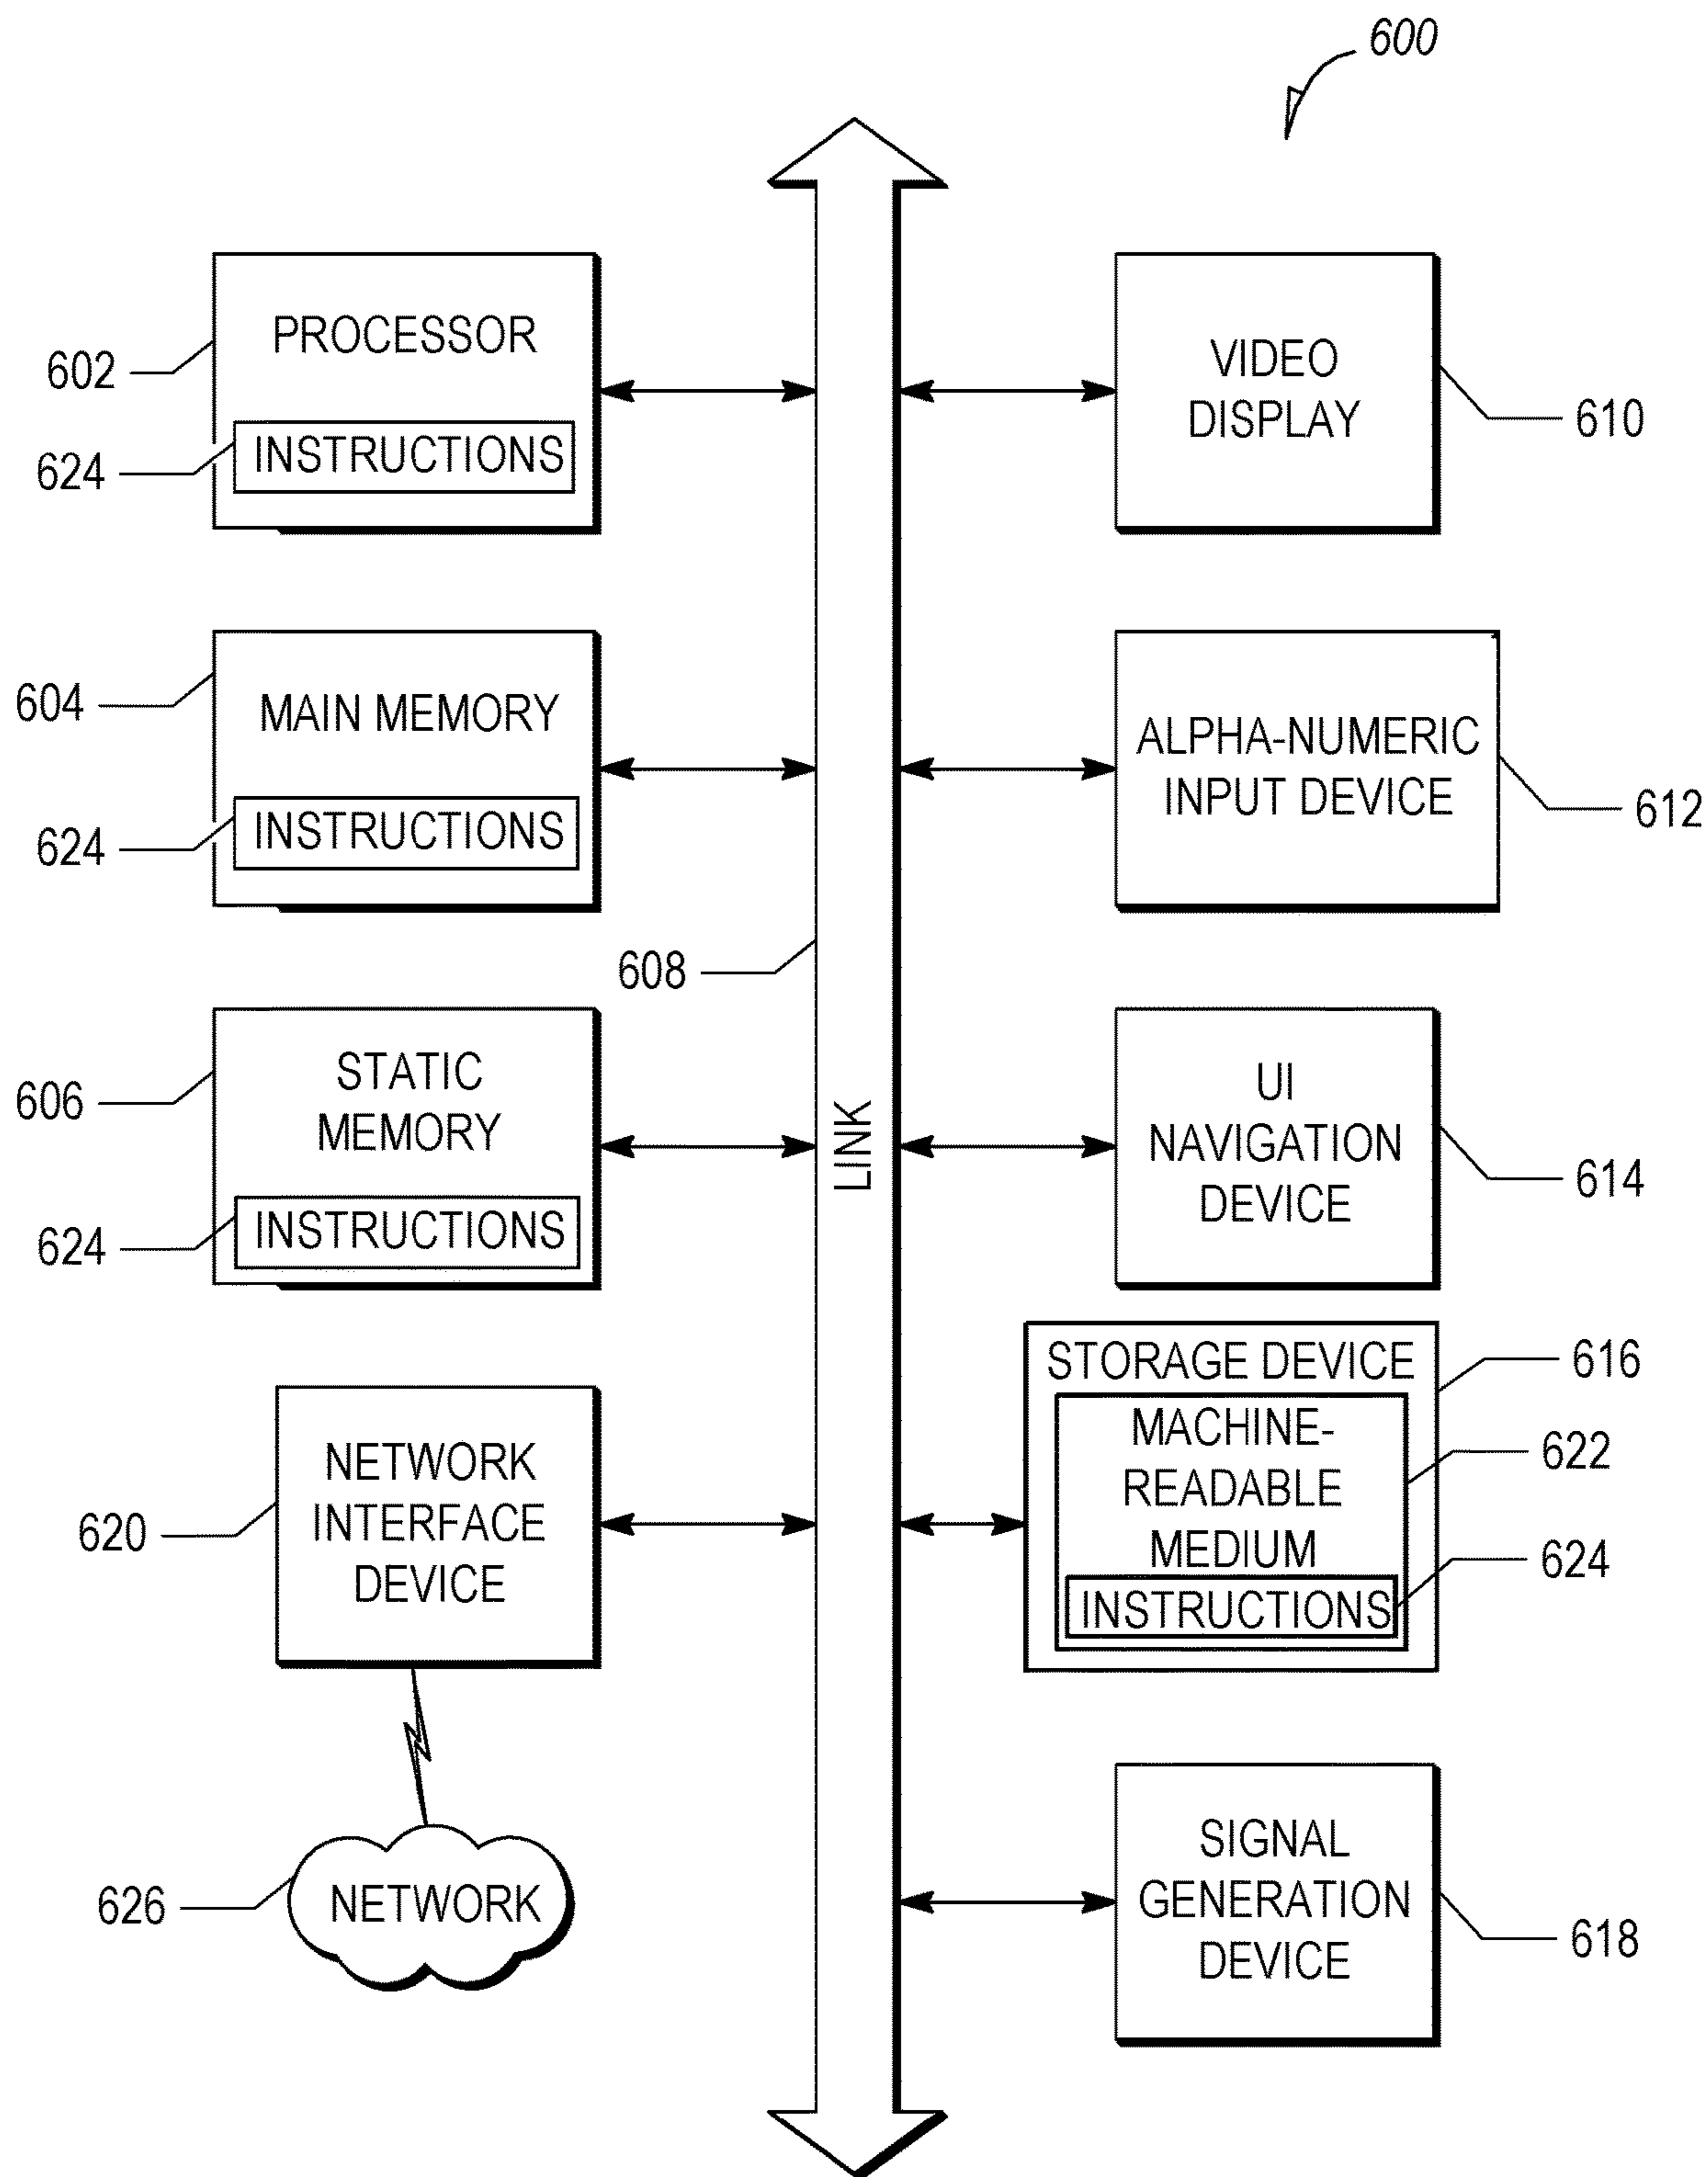 600
PROCESSOR
602
INSTRUCTIONS
624
MAIN MEMORY
604
INSTRUCTIONS
624
608
STATIC
MEMORY
606
INSTRUCTIONS
624
NETWORK
INTERFACE
DEVICE
620
NETWORK
626
LINK
VIDEO
DISPLAY
610
ALPHA-NUMERIC
INPUT DEVICE
612
UI
NAVIGATION
DEVICE
614
STORAGE DEVICE
616
MACHINE-
READABLE
MEDIUM
622
INSTRUCTIONS
624
SIGNAL
GENERATION
DEVICE
618